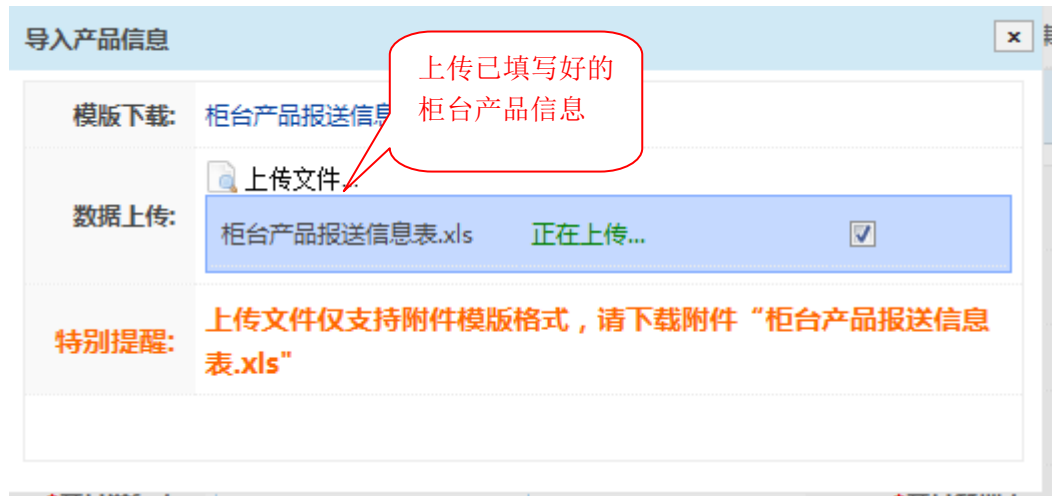 导入产品信息
上传已填写好的
柜台产品信息
模版下载:
柜台产品报送信息
上传文件...
数据上传:
柜台产品报送信息表.xls 正在上传...
特别提醒:
上传文件仅支持附件模版格式，请下载附件“柜台产品报送信息
表.xls"